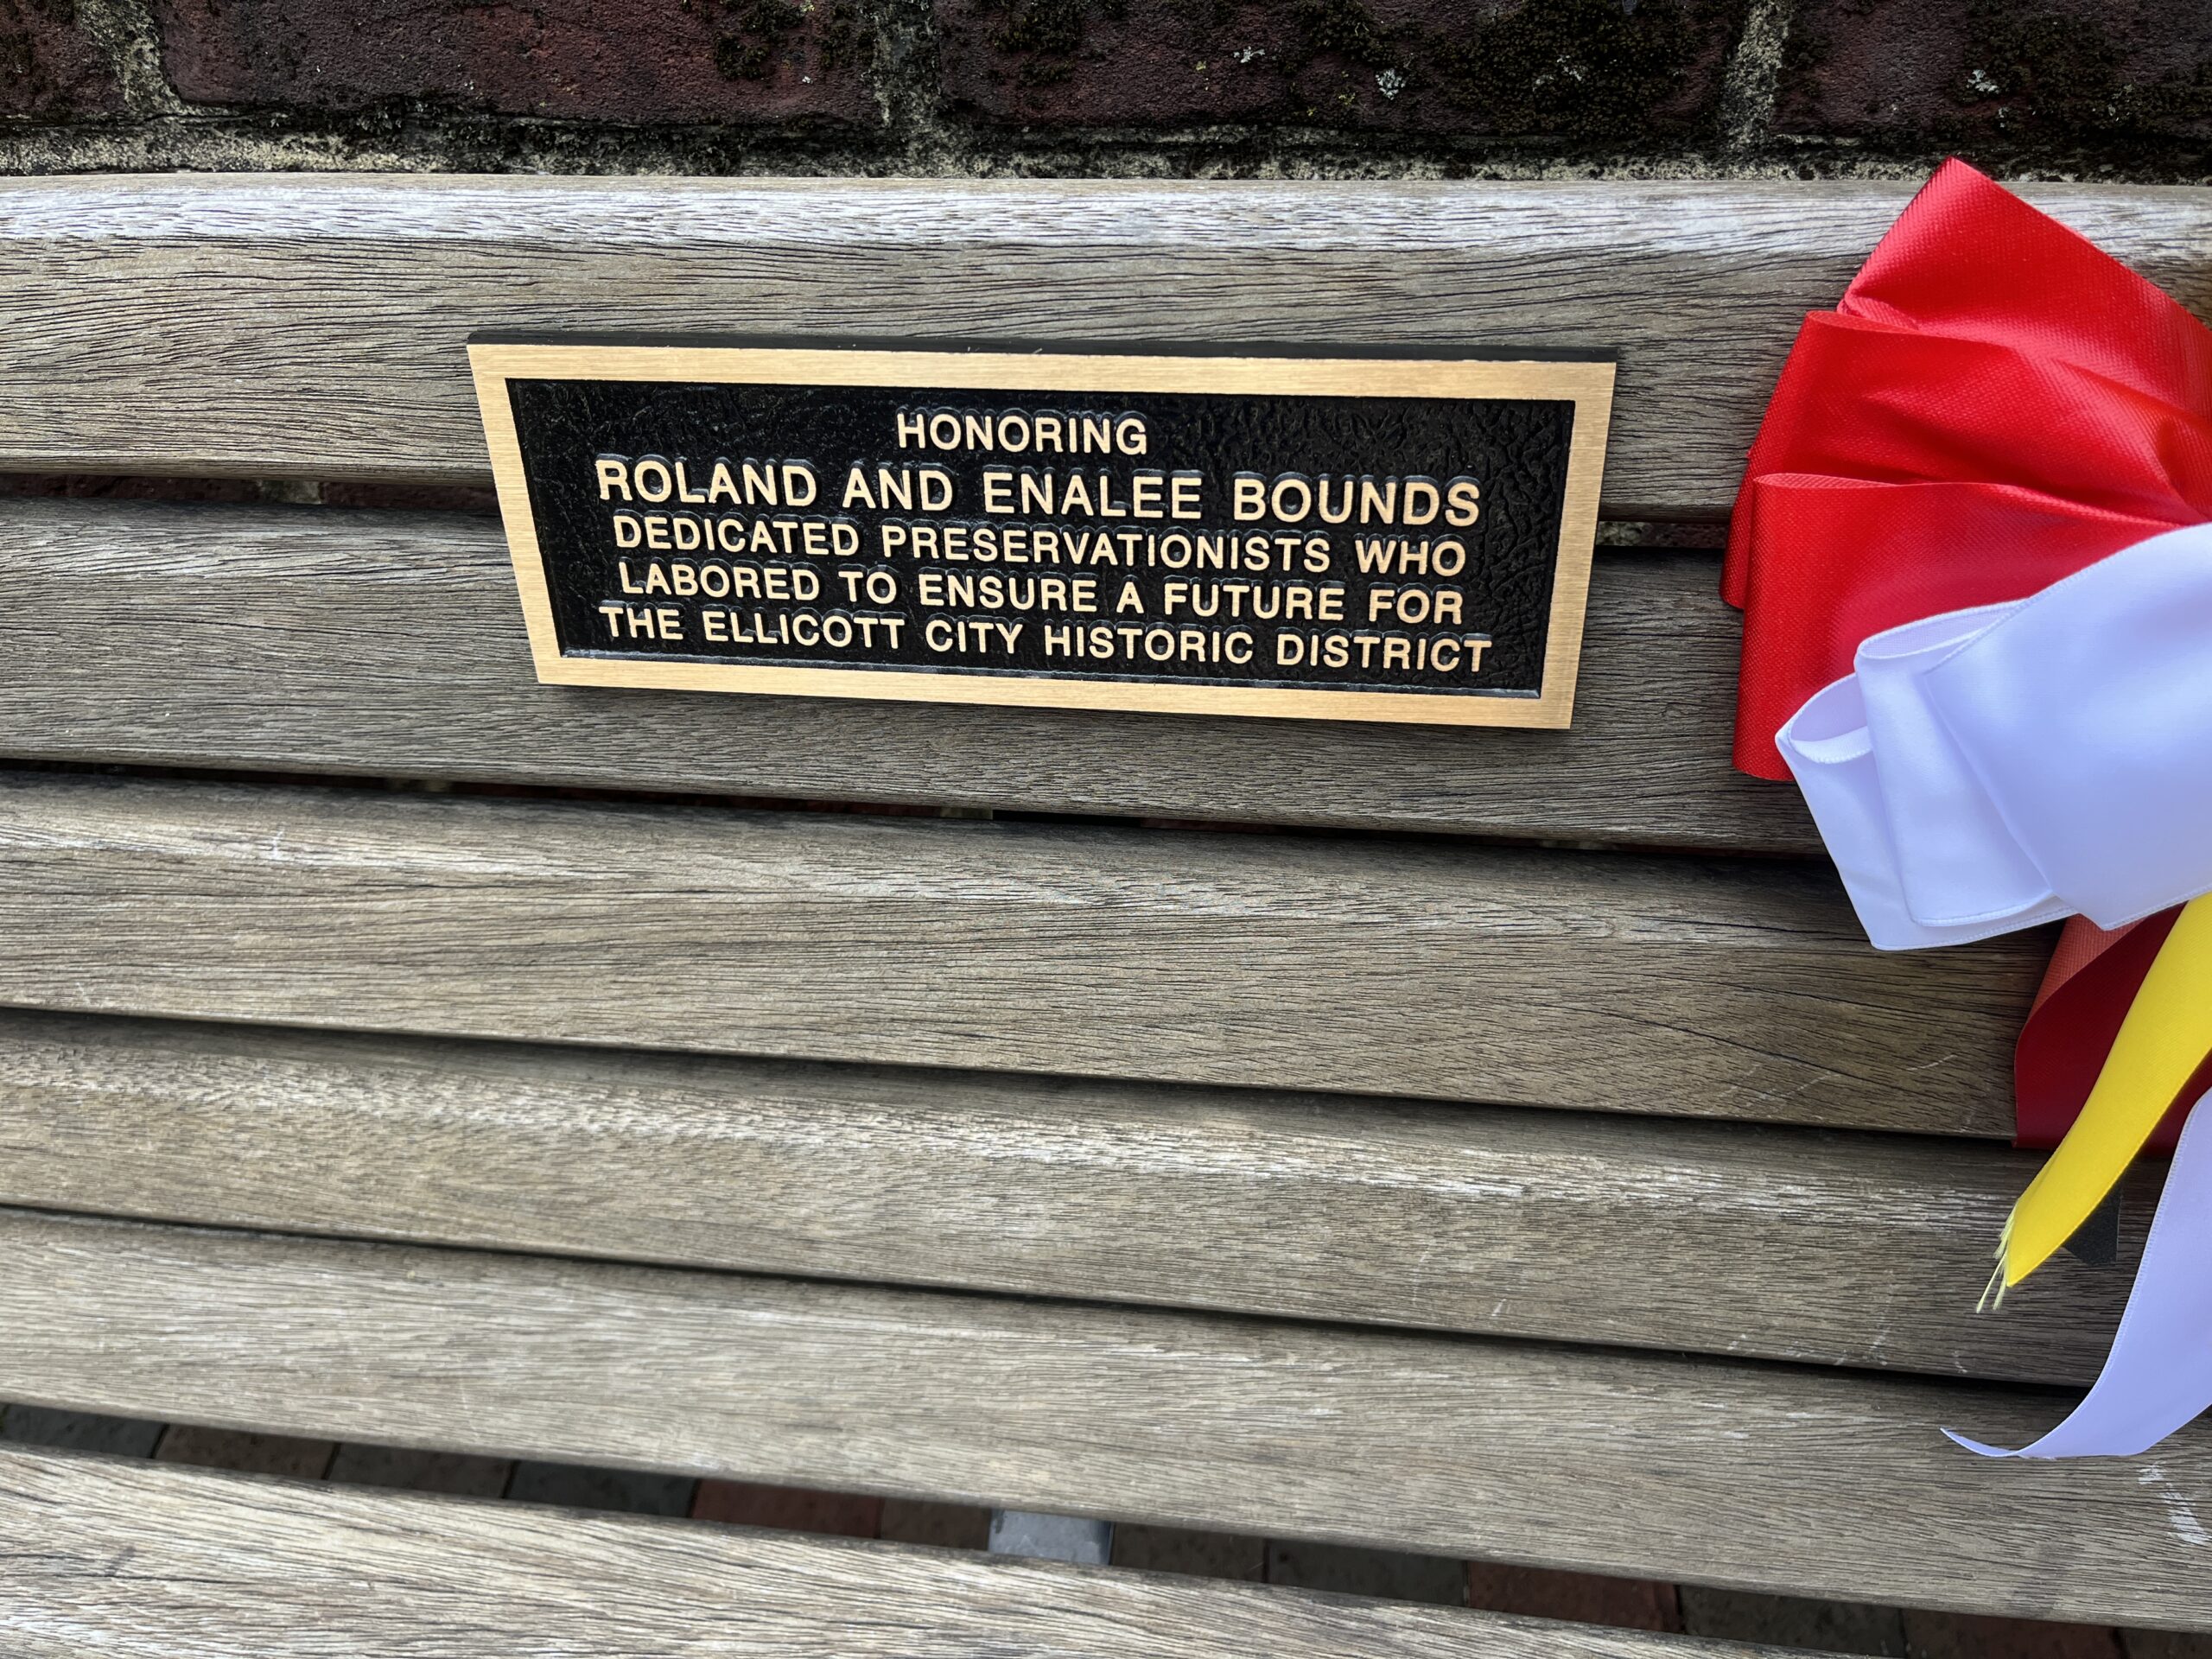 HONORING
ROLAND AND ENALEE BOUNDS
DEDICATED PRESERVATIONISTS WHO
LABORED TO ENSURE A FUTURE FOR
THE ELLICOTT CITY HISTORIC DISTRICT